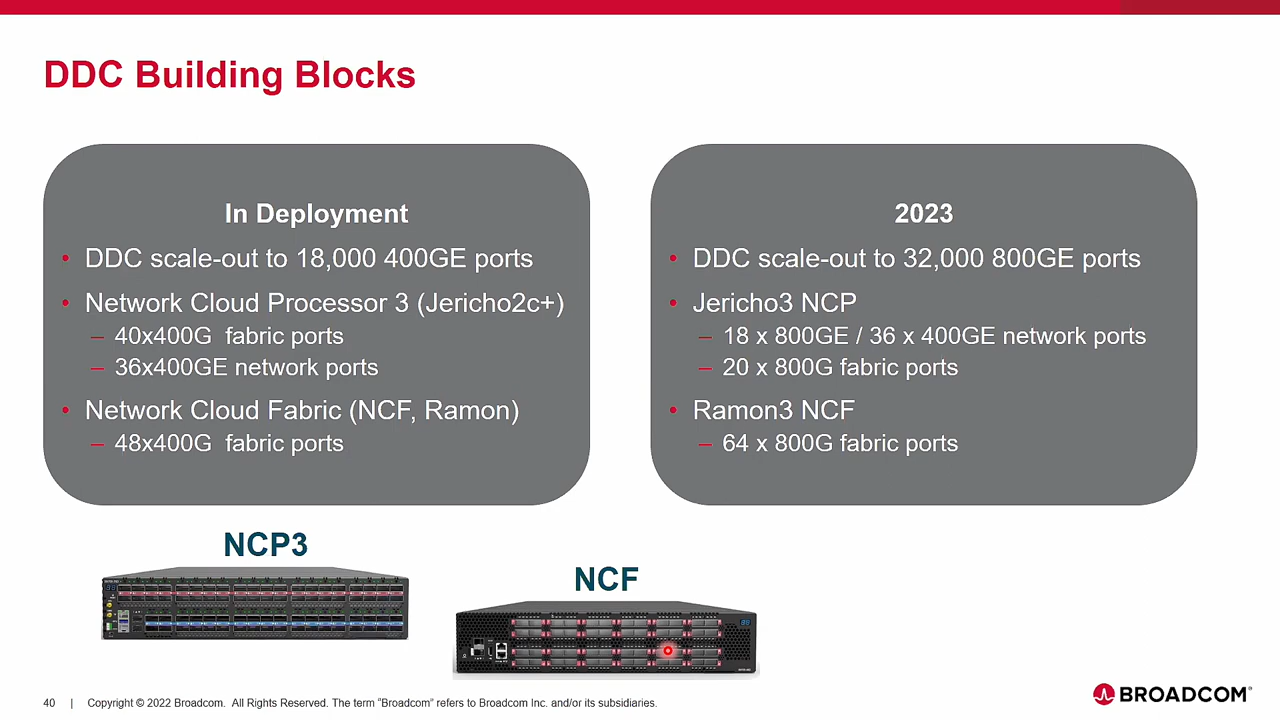 DDC Building Blocks
In Deployment
• DDC scale-out to 18,000 400GE ports
• Network Cloud Processor 3 (Jericho2c+)
– 40x400G fabric ports
– 36x400GE network ports
• Network Cloud Fabric (NCF, Ramon)
– 48x400G fabric ports
2023
• DDC scale-out to 32,000 800GE ports
• Jericho3 NCP
– 18 x 800GE / 36 x 400GE network ports
– 20 x 800G fabric ports
• Ramon3 NCF
– 64 x 800G fabric ports
NCP3
NCF
40 | Copyright © 2022 Broadcom. All Rights Reserved. The term “Broadcom” refers to Broadcom Inc. and/or its subsidiaries.
BROADCOM®